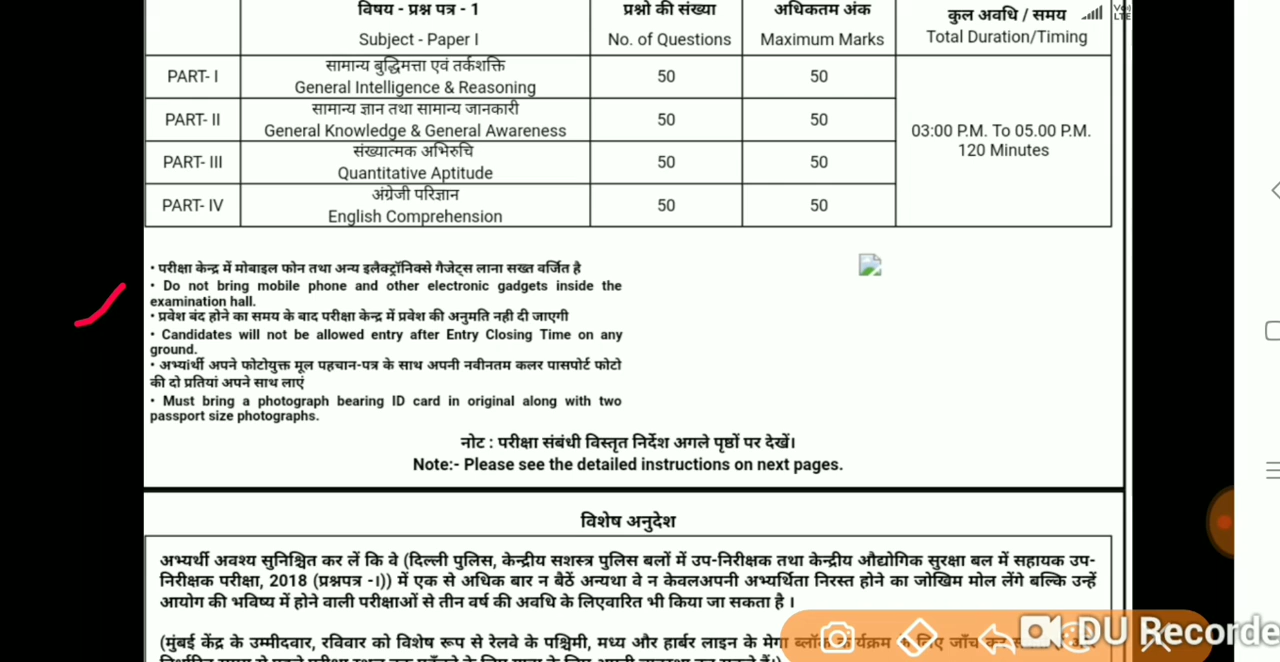 विषय - प्रश्न पत्र - 1 प्रश्नो की संख्या अधिकतम अंक कुल अवधि / समय Vo) LTE
Subject - Paper I No. of Questions Maximum Marks Total Duration/Timing
PART- I सामान्य बुद्धिमत्ता एवं तर्कशक्ति 50 50
General Intelligence & Reasoning
PART- II सामान्य ज्ञान तथा सामान्य जानकारी 50 50
General Knowledge & General Awareness
03:00 P.M. To 05.00 P.M.
120 Minutes
PART- III संख्यात्मक अभिरुचि 50 50
Quantitative Aptitude
PART- IV अंग्रेजी परिज्ञान 50 50
English Comprehension
• परीक्षा केन्द्र में मोबाइल फोन तथा अन्य इलैक्ट्रॉनिक्से गैजेट्स लाना सख्त वर्जित है
• Do not bring mobile phone and other electronic gadgets inside the
examination hall.
• प्रवेश बंद होने का समय के बाद परीक्षा केन्द्र में प्रवेश की अनुमति नही दी जाएगी
• Candidates will not be allowed entry after Entry Closing Time on any
ground.
• अभ्यांर्थी अपने फोटोयुक्त मूल पहचान-पत्र के साथ अपनी नवीनतम कलर पासपोर्ट फोटो
की दो प्रतियां अपने साथ लाएं
• Must bring a photograph bearing ID card in original along with two
passport size photographs.
नोट : परीक्षा संबंधी विस्तृत निर्देश अगले पृष्ठों पर देखें।
Note:- Please see the detailed instructions on next pages.
विशेष अनुदेश
अभ्यर्थी अवश्य सुनिश्चित कर लें कि वे (दिल्ली पुलिस, केन्द्रीय सशस्त्र पुलिस बलों में उप-निरीक्षक तथा केन्द्रीय औद्योगिक सुरक्षा बल में सहायक उप-
निरीक्षक परीक्षा, 2018 (प्रश्नपत्र -I)) में एक से अधिक बार न बैठें अन्यथा वे न केवलअपनी अभ्यर्थिता निरस्त होने का जोखिम मोल लेंगे बल्कि उन्हें
आयोग की भविष्य में होने वाली परीक्षाओं से तीन वर्ष की अवधि के लिएवारित भी किया जा सकता है ।
(मुंबई केंद्र के उम्मीदवार, रविवार को विशेष रूप से रेलवे के पश्चिमी, मध्य और हार्बर लाइन के मेगा ब्लॉक के लिए जाँच कर
DU Recorde